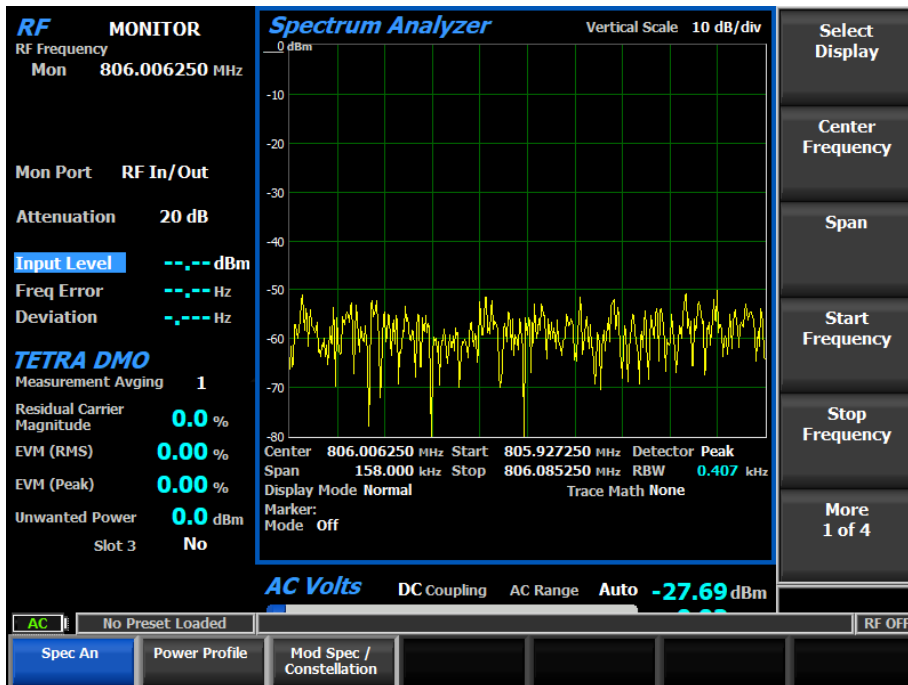 RF MONITOR
RF Frequency
Mon 806.006250 MHz
Mon Port RF In/Out
Attenuation 20 dB
Input Level --.-- dBm
Freq Error --.-- Hz
Deviation -.--- Hz
TETRA DMO
Measurement Avging 1
Residual Carrier
Magnitude 0.0 %
EVM (RMS) 0.00 %
EVM (Peak) 0.00 %
Unwanted Power 0.0 dBm
Slot 3 No
Spectrum Analyzer Vertical Scale 10 dB/div
0 dBm
-10
-20
-30
-40
-50
-60
-70
-80
Center 806.006250 MHz Start 805.927250 MHz Detector Peak
Span 158.000 kHz Stop 806.085250 MHz RBW 0.407 kHz
Display Mode Normal Trace Math None
Marker:
Mode Off
AC Volts DC Coupling AC Range Auto -27.69 dBm
Select
Display
Center
Frequency
Span
Start
Frequency
Stop
Frequency
More
1 of 4
AC No Preset Loaded RF OFF
Spec An Power Profile Mod Spec /
Constellation